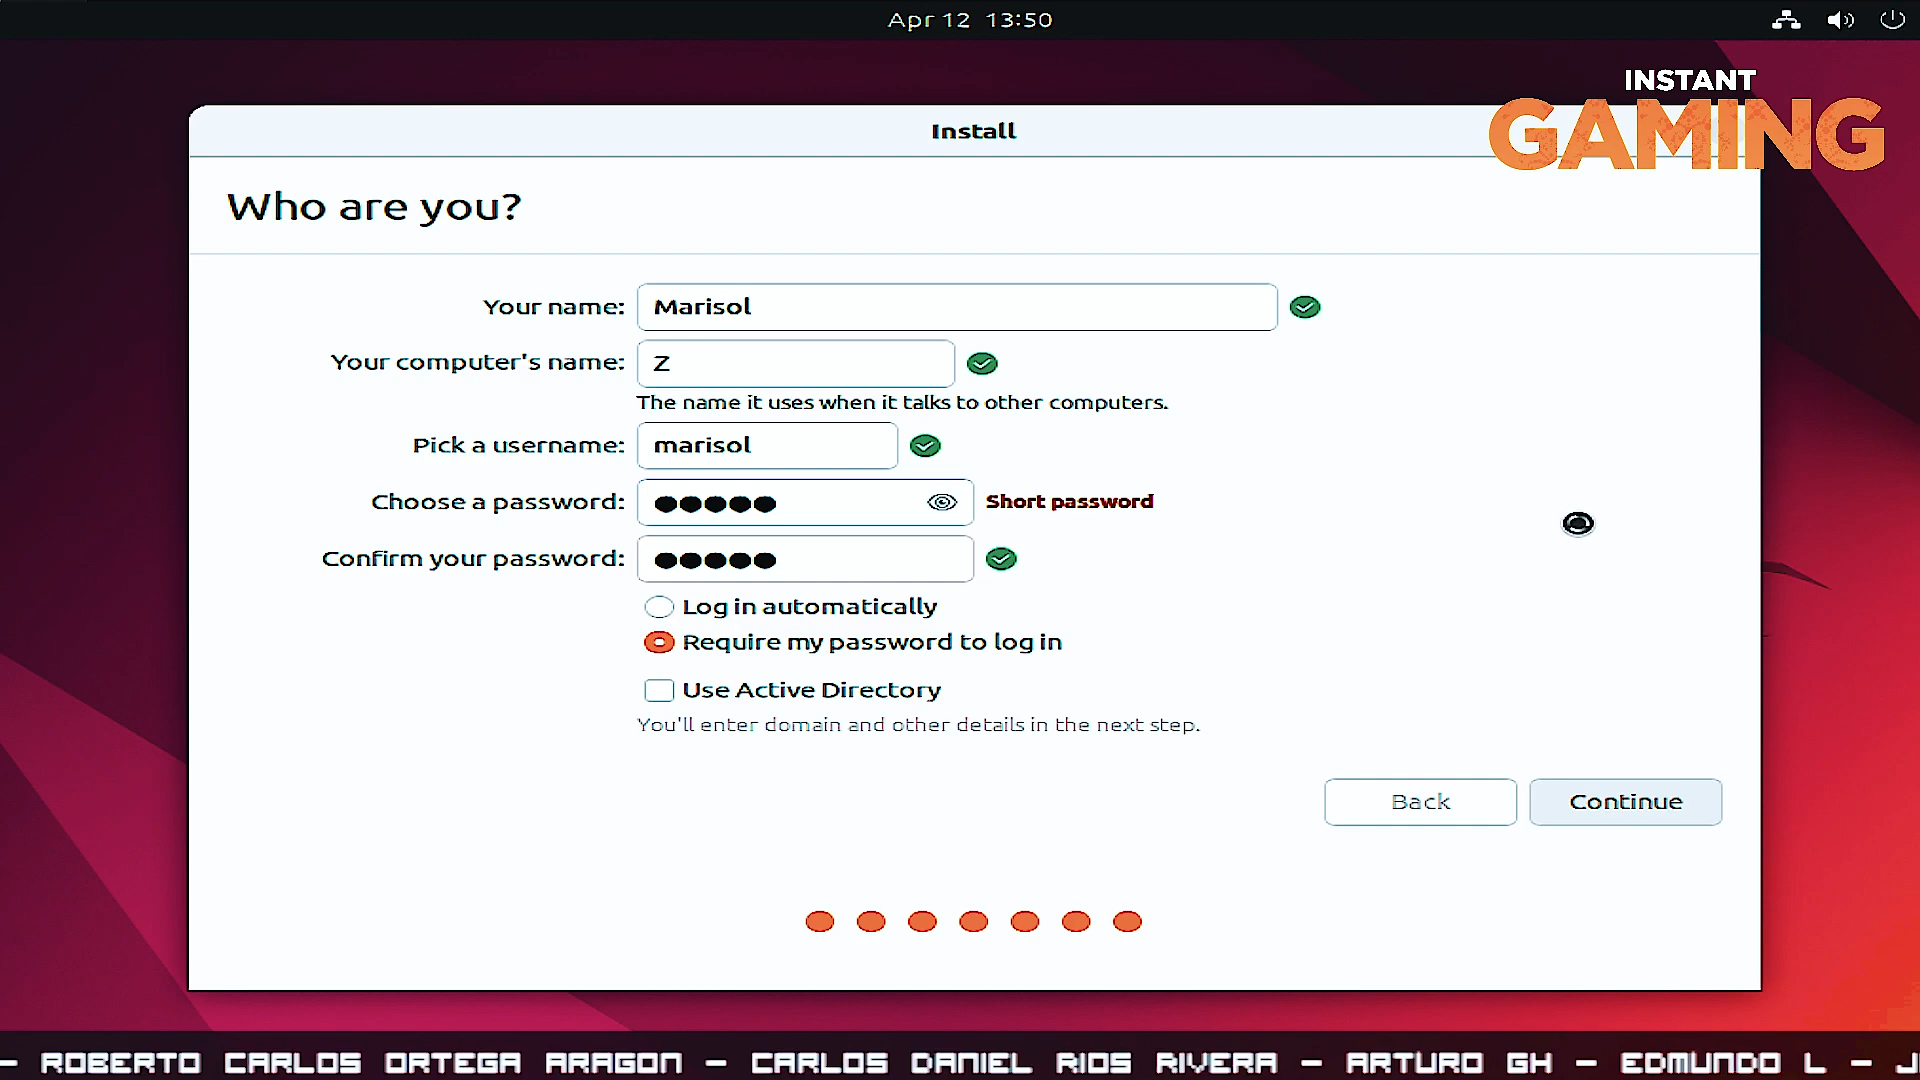 Apr 12 13:50
INSTANT
GAMING
Install
Who are you?
Your name: Marisol
Your computer's name: Z
The name it uses when it talks to other computers.
Pick a username: marisol
Choose a password: ●●●●● Short password
Confirm your password: ●●●●●
Log in automatically
Require my password to log in
Use Active Directory
You'll enter domain and other details in the next step.
Back Continue
- ROBERTO CARLOS ORTEGA ARAGON - CARLOS DANIEL RIOS RIVERA - ARTURO GH - EDMUNDO L - J